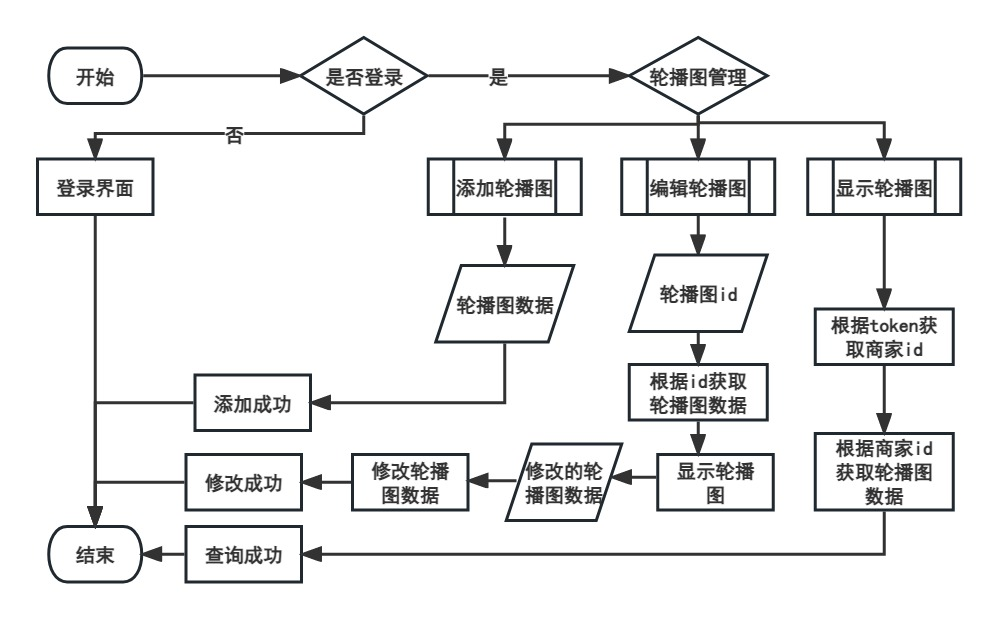 开始
是否登录
是
轮播图管理
否
登录界面
添加轮播图
编辑轮播图
显示轮播图
轮播图数据
轮播图id
根据token获
取商家id
根据id获取
轮播图数据
添加成功
根据商家id
获取轮播图
数据
修改成功
修改轮播
图数据
修改的轮
播图数据
显示轮播
图
结束
查询成功